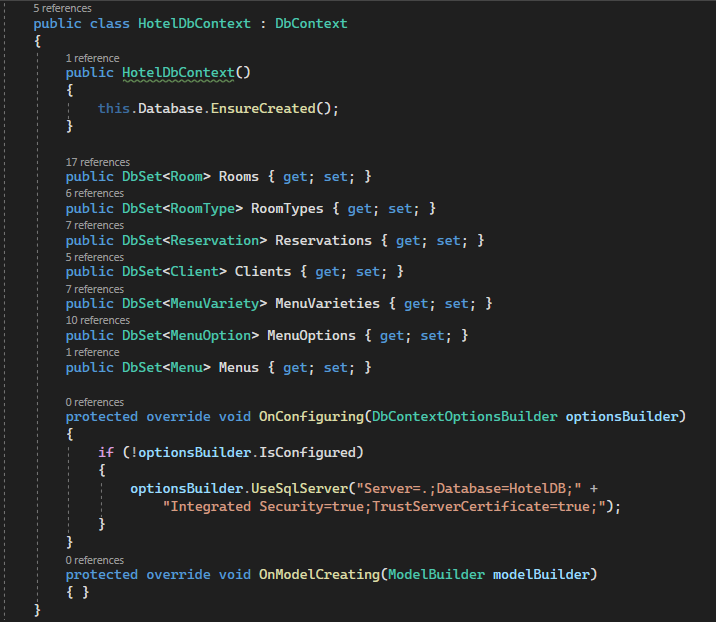 5 references
public class HotelDbContext : DbContext
{
1 reference
public HotelDbContext()
{
this.Database.EnsureCreated();
}
17 references
public DbSet<Room> Rooms { get; set; }
6 references
public DbSet<RoomType> RoomTypes { get; set; }
7 references
public DbSet<Reservation> Reservations { get; set; }
5 references
public DbSet<Client> Clients { get; set; }
7 references
public DbSet<MenuVariety> MenuVarieties { get; set; }
10 references
public DbSet<MenuOption> MenuOptions { get; set; }
1 reference
public DbSet<Menu> Menus { get; set; }
0 references
protected override void OnConfiguring(DbContextOptionsBuilder optionsBuilder)
{
if (!optionsBuilder.IsConfigured)
{
optionsBuilder.UseSqlServer("Server=.;Database=HotelDB;" +
"Integrated Security=true;TrustServerCertificate=true;");
}
}
0 references
protected override void OnModelCreating(ModelBuilder modelBuilder)
{ }
}